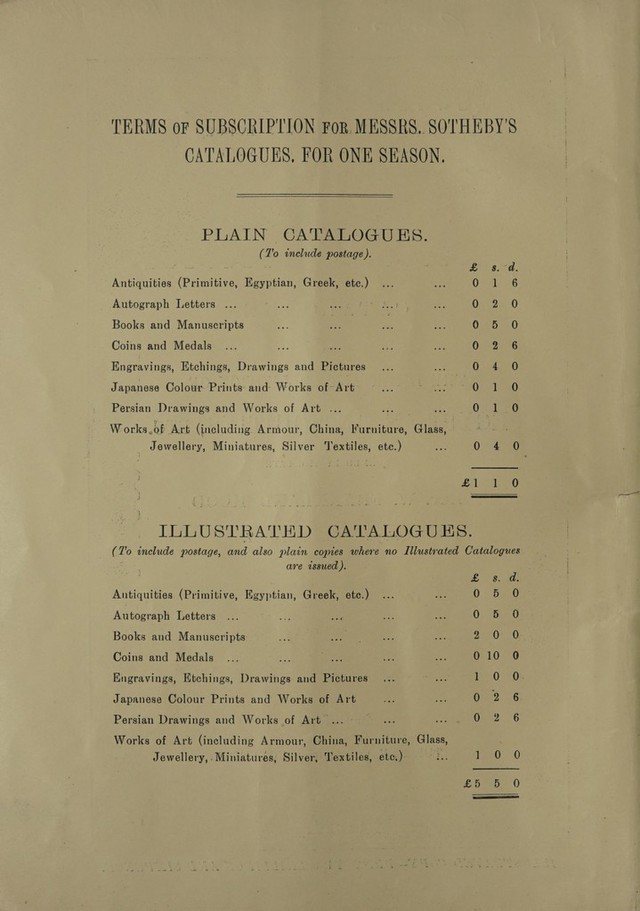 TERMS OF SUBSCRIPTION FOR MESSRS. SOTHEBY'S
CATALOGUES, FOR ONE SEASON.
PLAIN CATALOGUES.
(To include postage).
£ s. d.
Antiquities (Primitive, Egyptian, Greek, etc.) ... ... 0 1 6
Autograph Letters ... ... ... ... ... 0 2 0
Books and Manuscripts ... ... ... ... 0 5 0
Coins and Medals ... ... ... ... ... 0 2 6
Engravings, Etchings, Drawings and Pictures ... ... 0 4 0
Japanese Colour Prints and Works of Art ... ... 0 1 0
Persian Drawings and Works of Art ... ... ... 0 1 0
Works of Art (including Armour, China, Furniture, Glass,
Jewellery, Miniatures, Silver Textiles, etc.) ... 0 4 0
£1 1 0
ILLUSTRATED CATALOGUES.
(To include postage, and also plain copies where no Illustrated Catalogues
are issued).
£ s. d.
Antiquities (Primitive, Egyptian, Greek, etc.) ... ... 0 5 0
Autograph Letters ... ... ... ... ... 0 5 0
Books and Manuscripts ... ... ... ... 2 0 0
Coins and Medals ... ... ... ... ... 0 10 0
Engravings, Etchings, Drawings and Pictures ... ... 1 0 0
Japanese Colour Prints and Works of Art ... ... 0 2 6
Persian Drawings and Works of Art ... ... ... 0 2 6
Works of Art (including Armour, China, Furniture, Glass,
Jewellery, Miniatures, Silver, Textiles, etc.) ... 1 0 0
£5 5 0